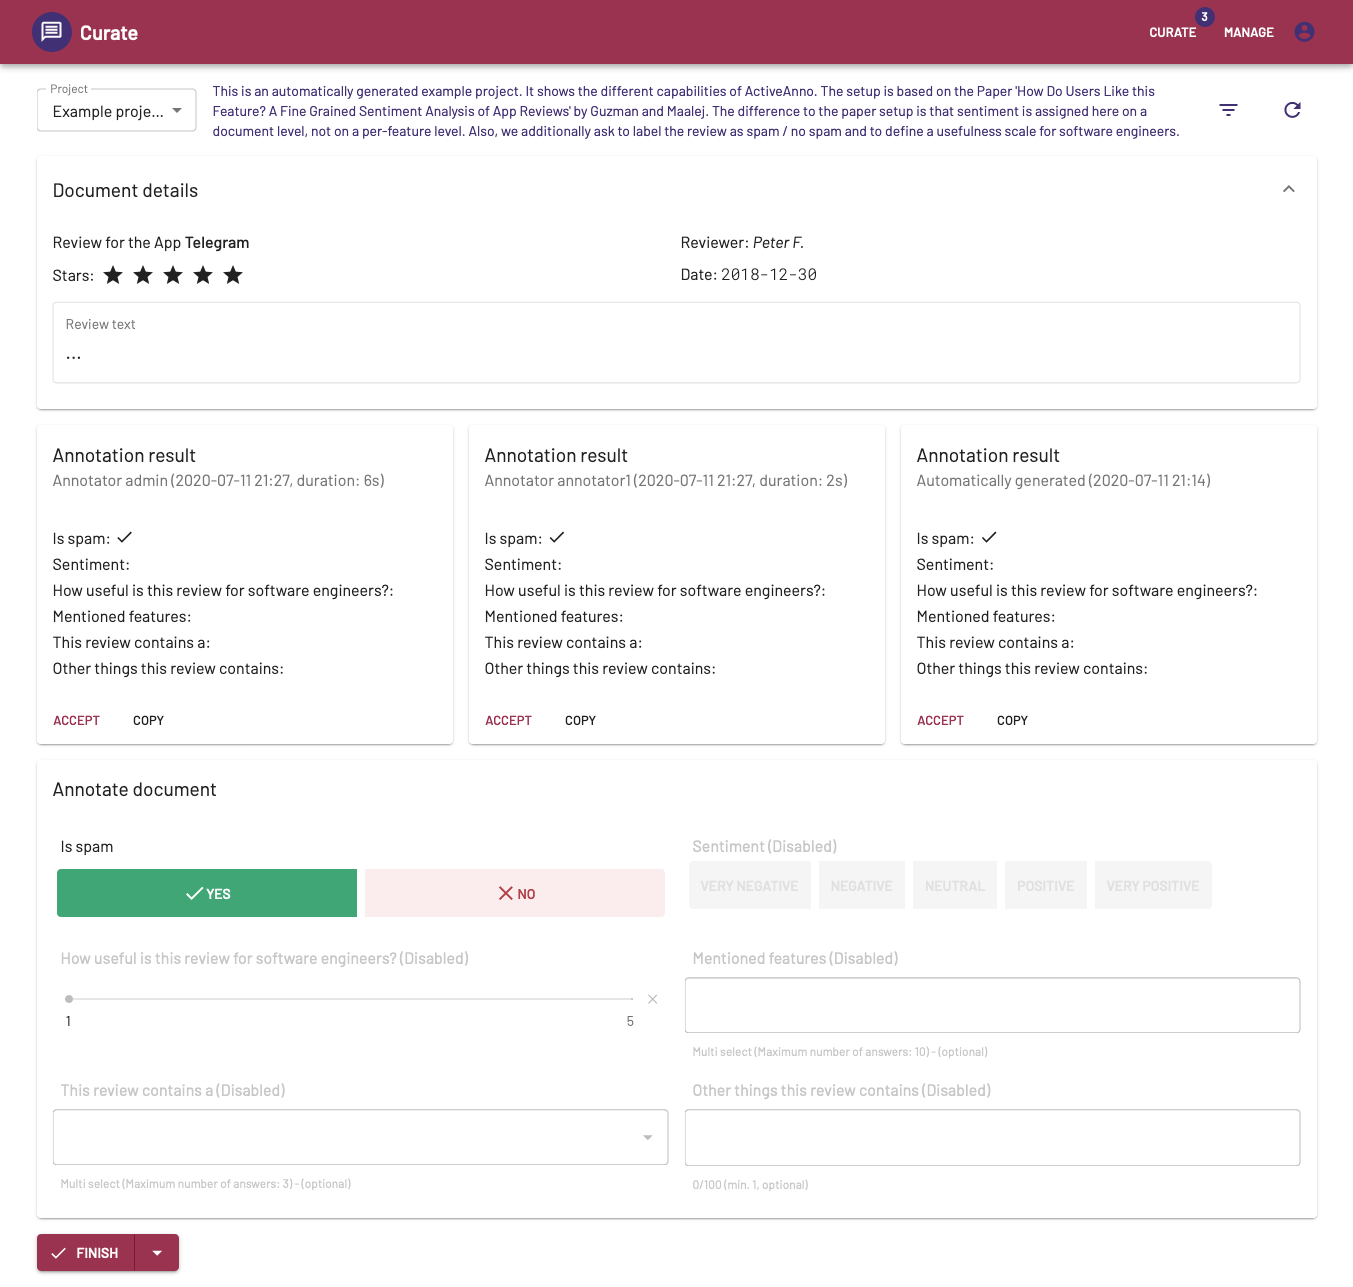 Curate
CURATE 3 MANAGE
Project
Example proje...
This is an automatically generated example project. It shows the different capabilities of ActiveAnno. The setup is based on the Paper 'How Do Users Like this
Feature? A Fine Grained Sentiment Analysis of App Reviews' by Guzman and Maalej. The difference to the paper setup is that sentiment is assigned here on a
document level, not on a per-feature level. Also, we additionally ask to label the review as spam / no spam and to define a usefulness scale for software engineers.
Document details
Review for the App Telegram
Reviewer: Peter F.
Stars:
Date: 2018-12-30
Review text
...
Annotation result
Annotator admin (2020-07-11 21:27, duration: 6s)
Is spam:
Sentiment:
How useful is this review for software engineers?:
Mentioned features:
This review contains a:
Other things this review contains:
ACCEPT COPY
Annotation result
Annotator annotator1 (2020-07-11 21:27, duration: 2s)
Is spam:
Sentiment:
How useful is this review for software engineers?:
Mentioned features:
This review contains a:
Other things this review contains:
ACCEPT COPY
Annotation result
Automatically generated (2020-07-11 21:14)
Is spam:
Sentiment:
How useful is this review for software engineers?:
Mentioned features:
This review contains a:
Other things this review contains:
ACCEPT COPY
Annotate document
Is spam
YES NO
Sentiment (Disabled)
VERY NEGATIVE NEGATIVE NEUTRAL POSITIVE VERY POSITIVE
How useful is this review for software engineers? (Disabled)
1 5
Mentioned features (Disabled)
Multi select (Maximum number of answers: 10) - (optional)
This review contains a (Disabled)
Multi select (Maximum number of answers: 3) - (optional)
Other things this review contains (Disabled)
0/100 (min. 1, optional)
FINISH